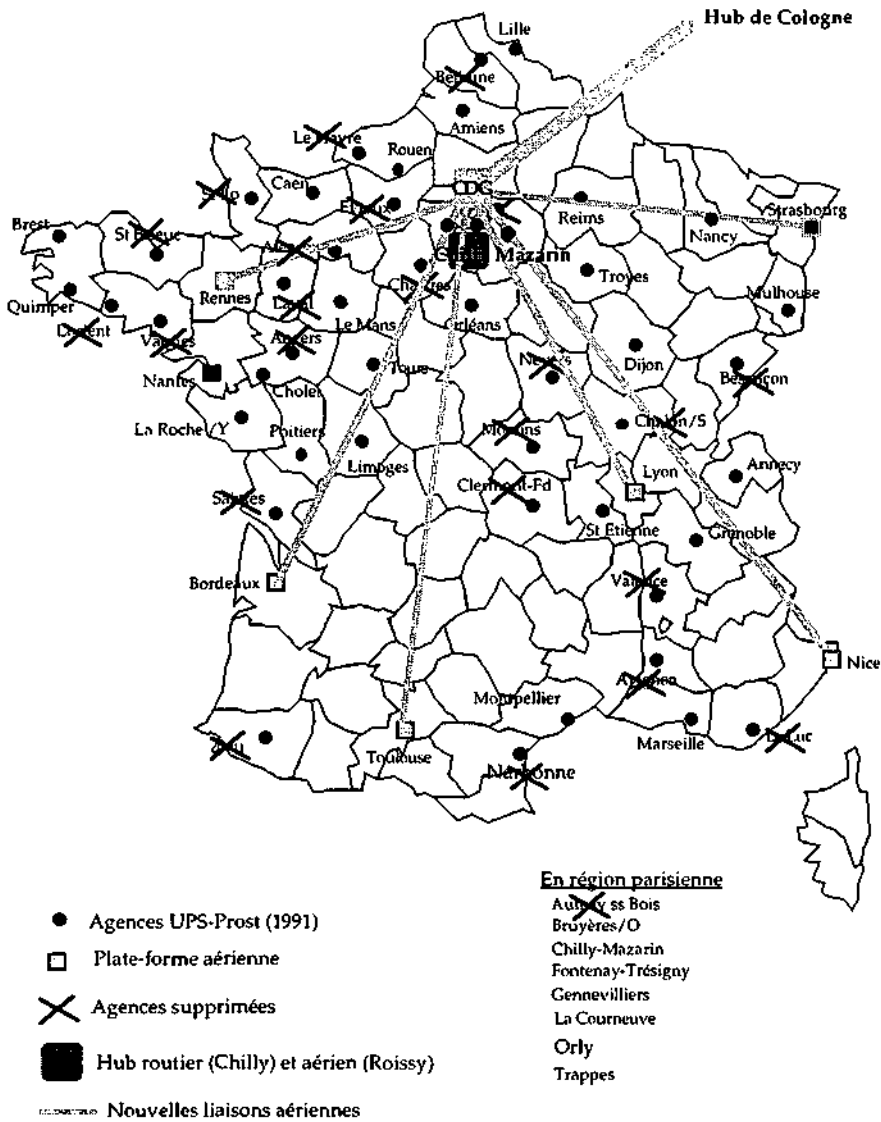 Hub de Cologne
Lille
Béthune
Amiens
Le Havre
Rouen
CDG
Caen
St Lo
Evreux
Reims
Strasbourg
Brest
St Brieuc
Nancy
Chilly Mazarin
Troyes
Rennes
Laval
Chartres
Mulhouse
Quimper
Lorient
Vannes
Angers
Le Mans
Orléans
Nantes
Tours
Nevers
Dijon
Besançon
Cholet
La Roche/Y
Poitiers
Moulins
Chalon/S
Limoges
Clermont-Fd
Lyon
Annecy
Saintes
St Etienne
Grenoble
Bordeaux
Valence
Nice
Avignon
Montpellier
Pau
Toulouse
Marseille
Le Luc
Narbonne
En région parisienne
Aulnay ss Bois
Bruyères/O
Chilly-Mazarin
Fontenay-Trésigny
Gennevilliers
La Courneuve
Orly
Trappes
Agences UPS-Prost (1991)
Plate-forme aérienne
Agences supprimées
Hub routier (Chilly) et aérien (Roissy)
Nouvelles liaisons aériennes